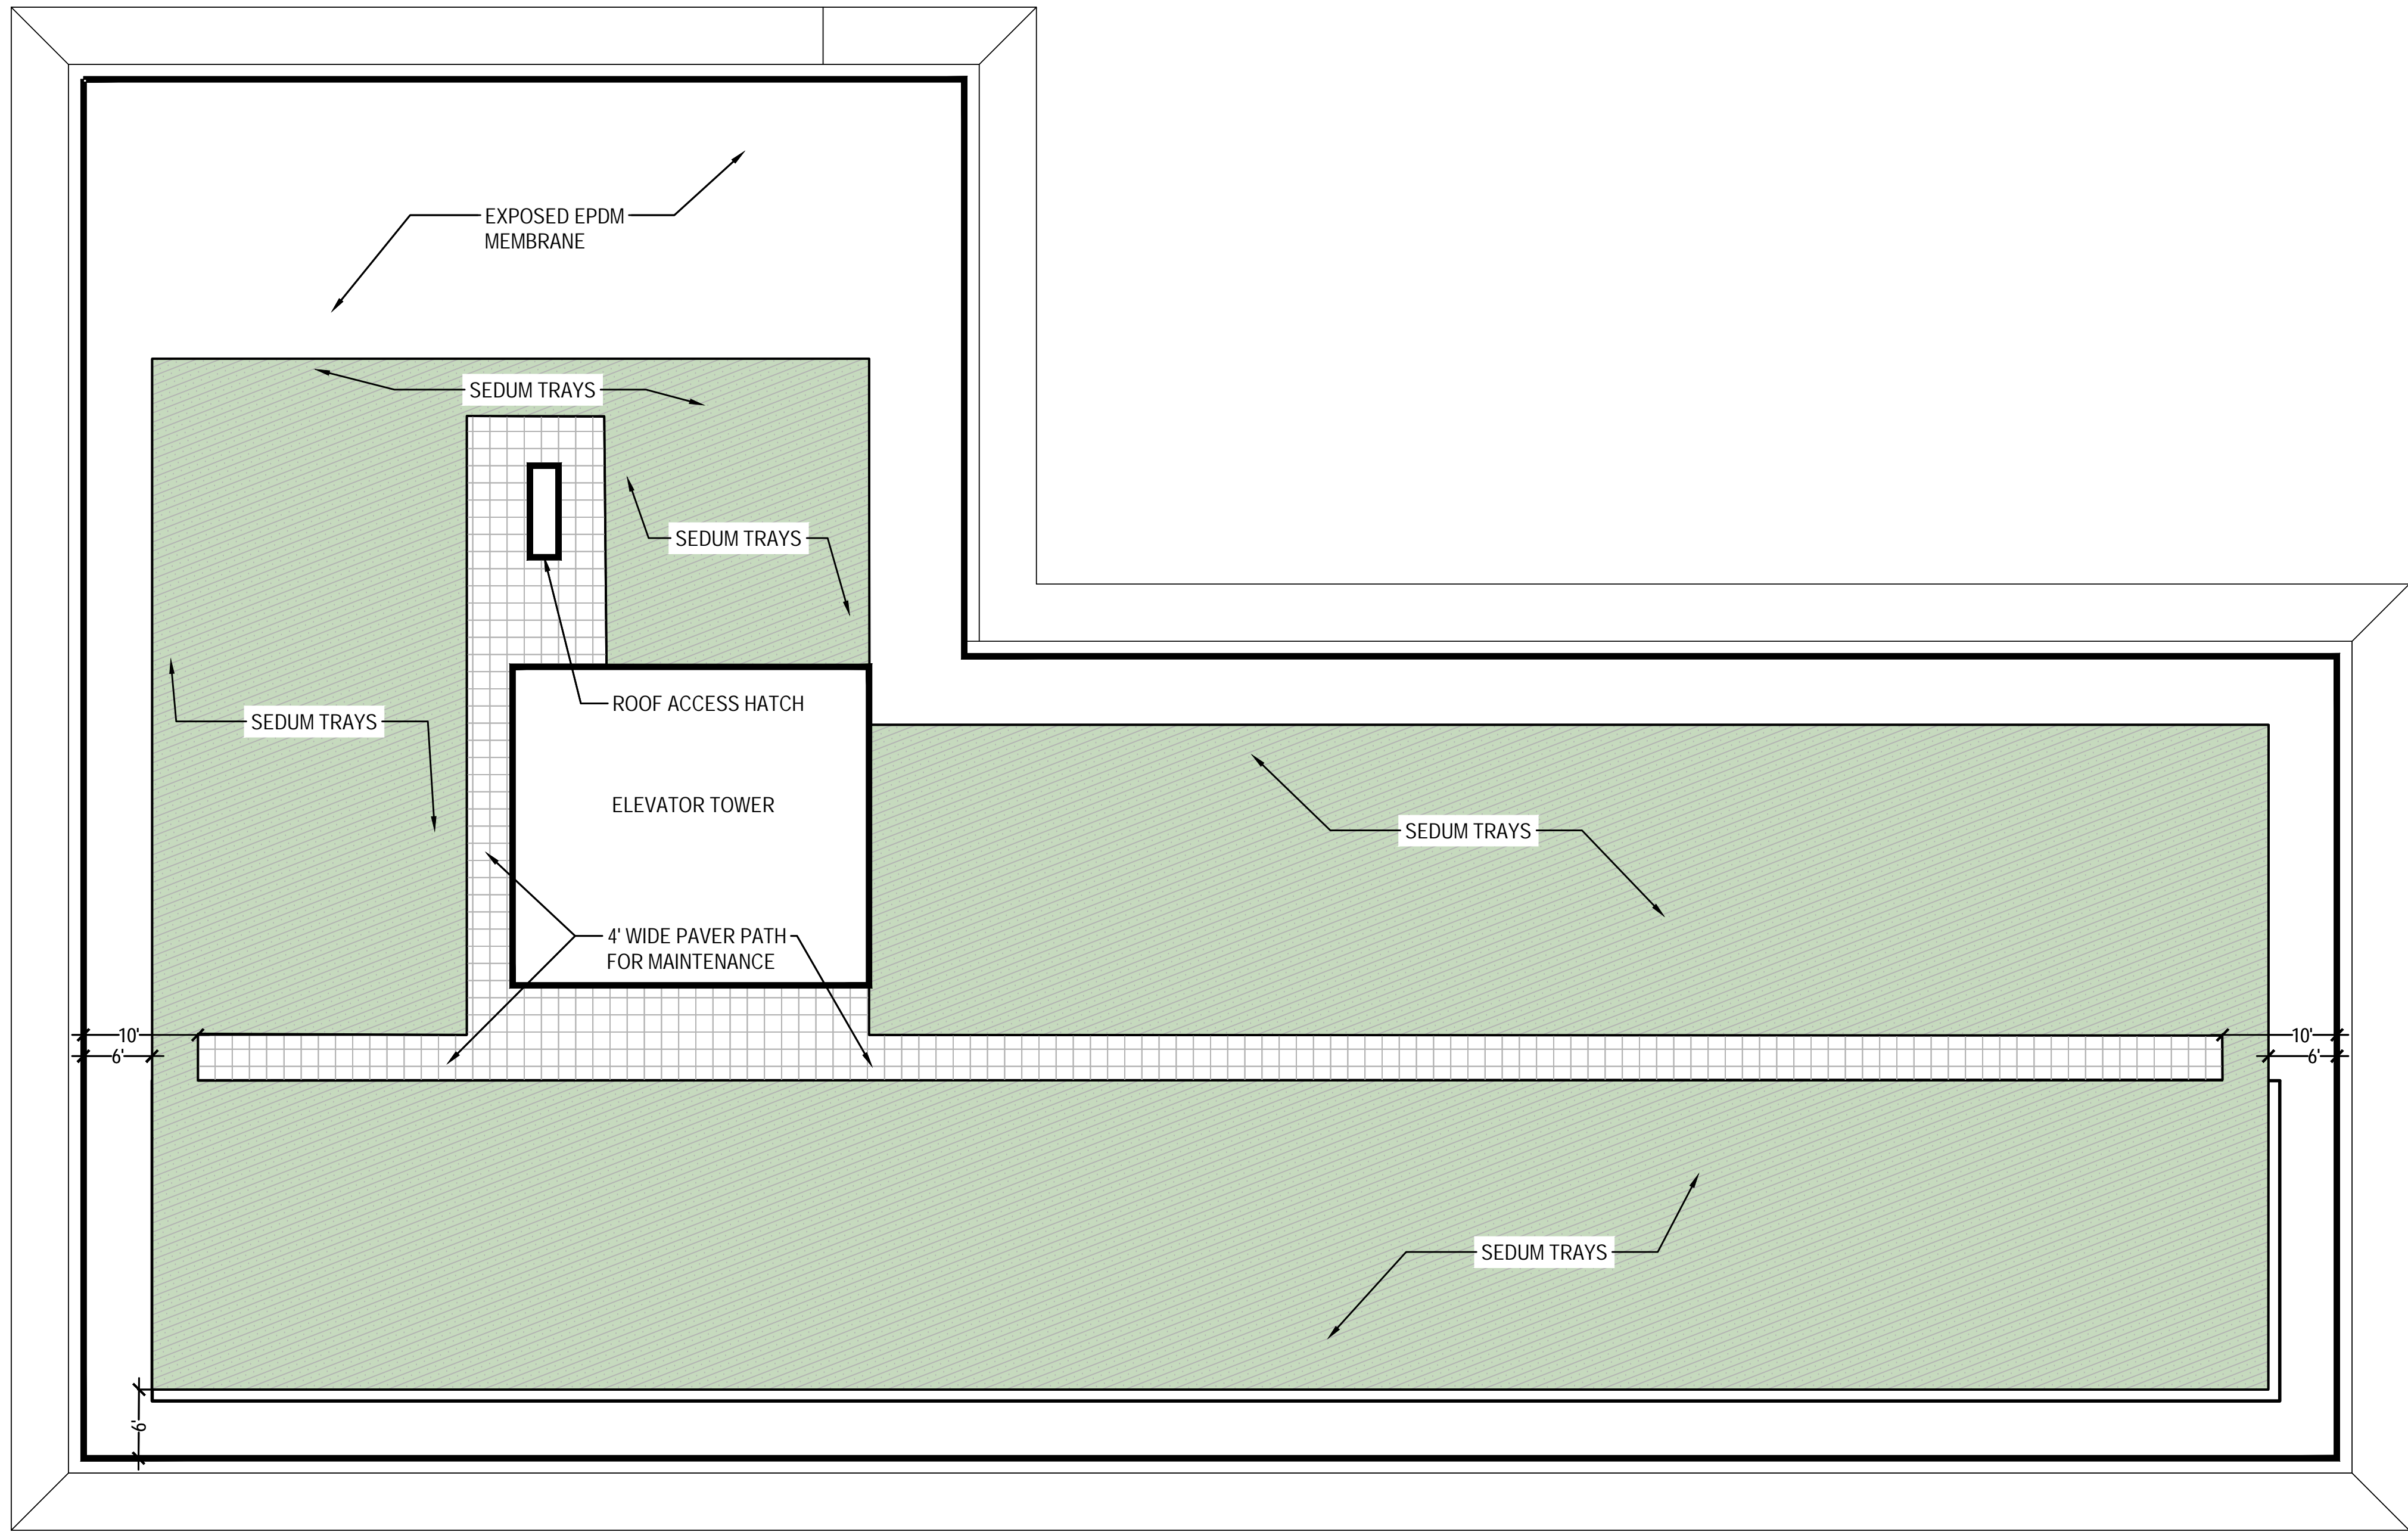 EXPOSED EPDM
MEMBRANE
SEDUM TRAYS
SEDUM TRAYS
ROOF ACCESS HATCH
SEDUM TRAYS
ELEVATOR TOWER
SEDUM TRAYS
4' WIDE PAVER PATH
FOR MAINTENANCE
10'
10'
6'
6'
SEDUM TRAYS
6'